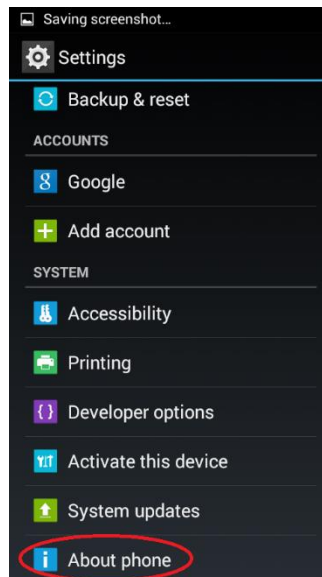 Saving screenshot...
Settings
Backup & reset
ACCOUNTS
Google
Add account
SYSTEM
Accessibility
Printing
Developer options
Activate this device
System updates
About phone